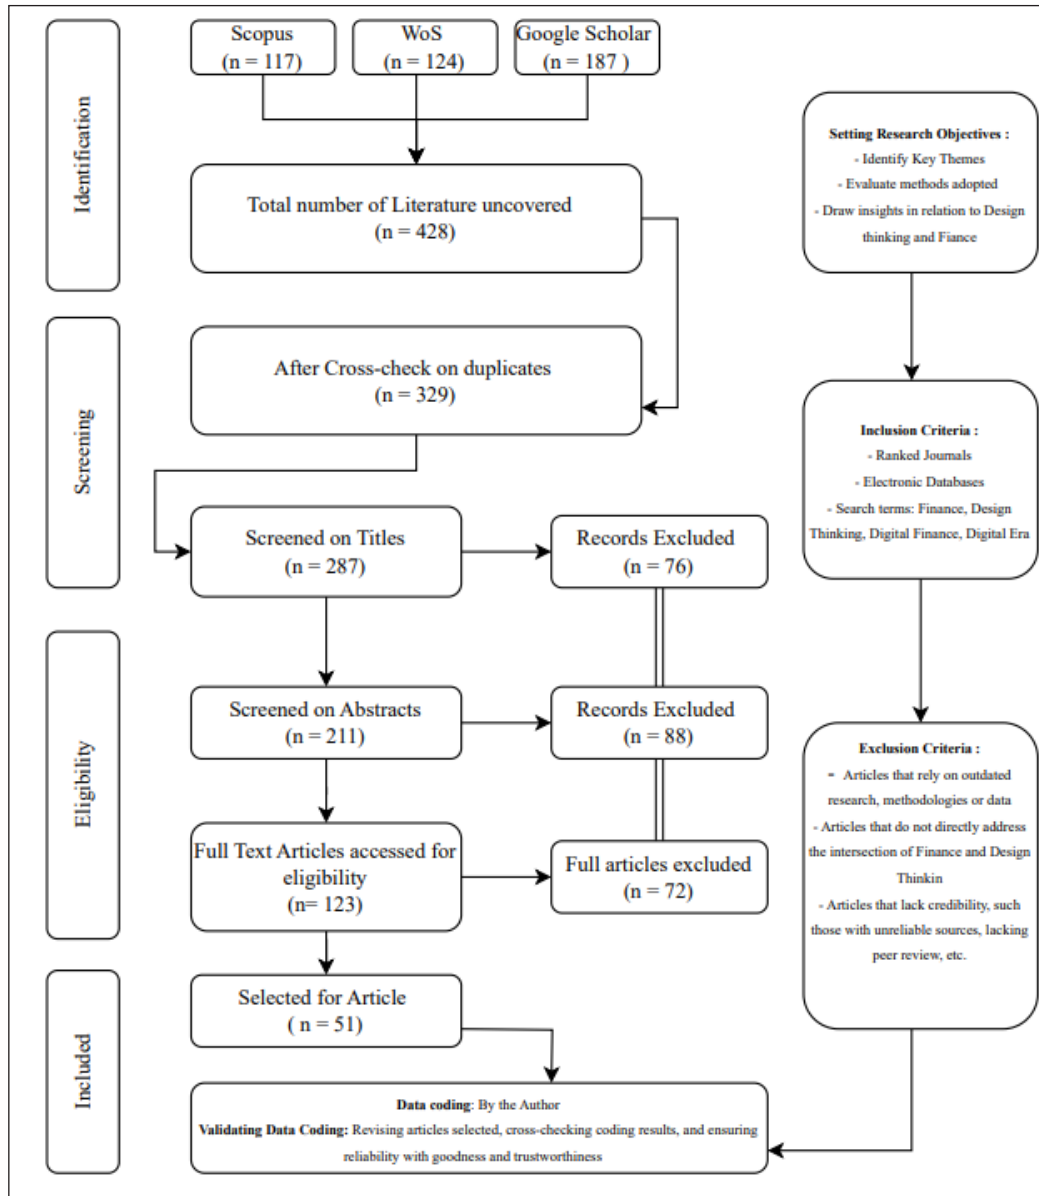 Identification
Scopus
(n = 117)
WoS
(n = 124)
Google Scholar
(n = 187 )
Total number of Literature uncovered
(n = 428)
Screening
After Cross-check on duplicates
(n = 329)
Screened on Titles
(n = 287)
Records Excluded
(n = 76)
Eligibility
Screened on Abstracts
(n = 211)
Records Excluded
(n = 88)
Full Text Articles accessed for
eligibility
(n= 123)
Full articles excluded
(n = 72)
Included
Selected for Article
( n = 51)
Data coding: By the Author
Validating Data Coding: Revising articles selected, cross-checking coding results, and ensuring
reliability with goodness and trustworthiness
Setting Research Objectives :
- Identify Key Themes
- Evaluate methods adopted
- Draw insights in relation to Design
thinking and Fiance
Inclusion Criteria :
- Ranked Journals
- Electronic Databases
- Search terms: Finance, Design
Thinking, Digital Finance, Digital Era
Exclusion Criteria :
- Articles that rely on outdated
research, methodologies or data
- Articles that do not directly address
the intersection of Finance and Design
Thinkin
- Articles that lack credibility, such
those with unreliable sources, lacking
peer review, etc.